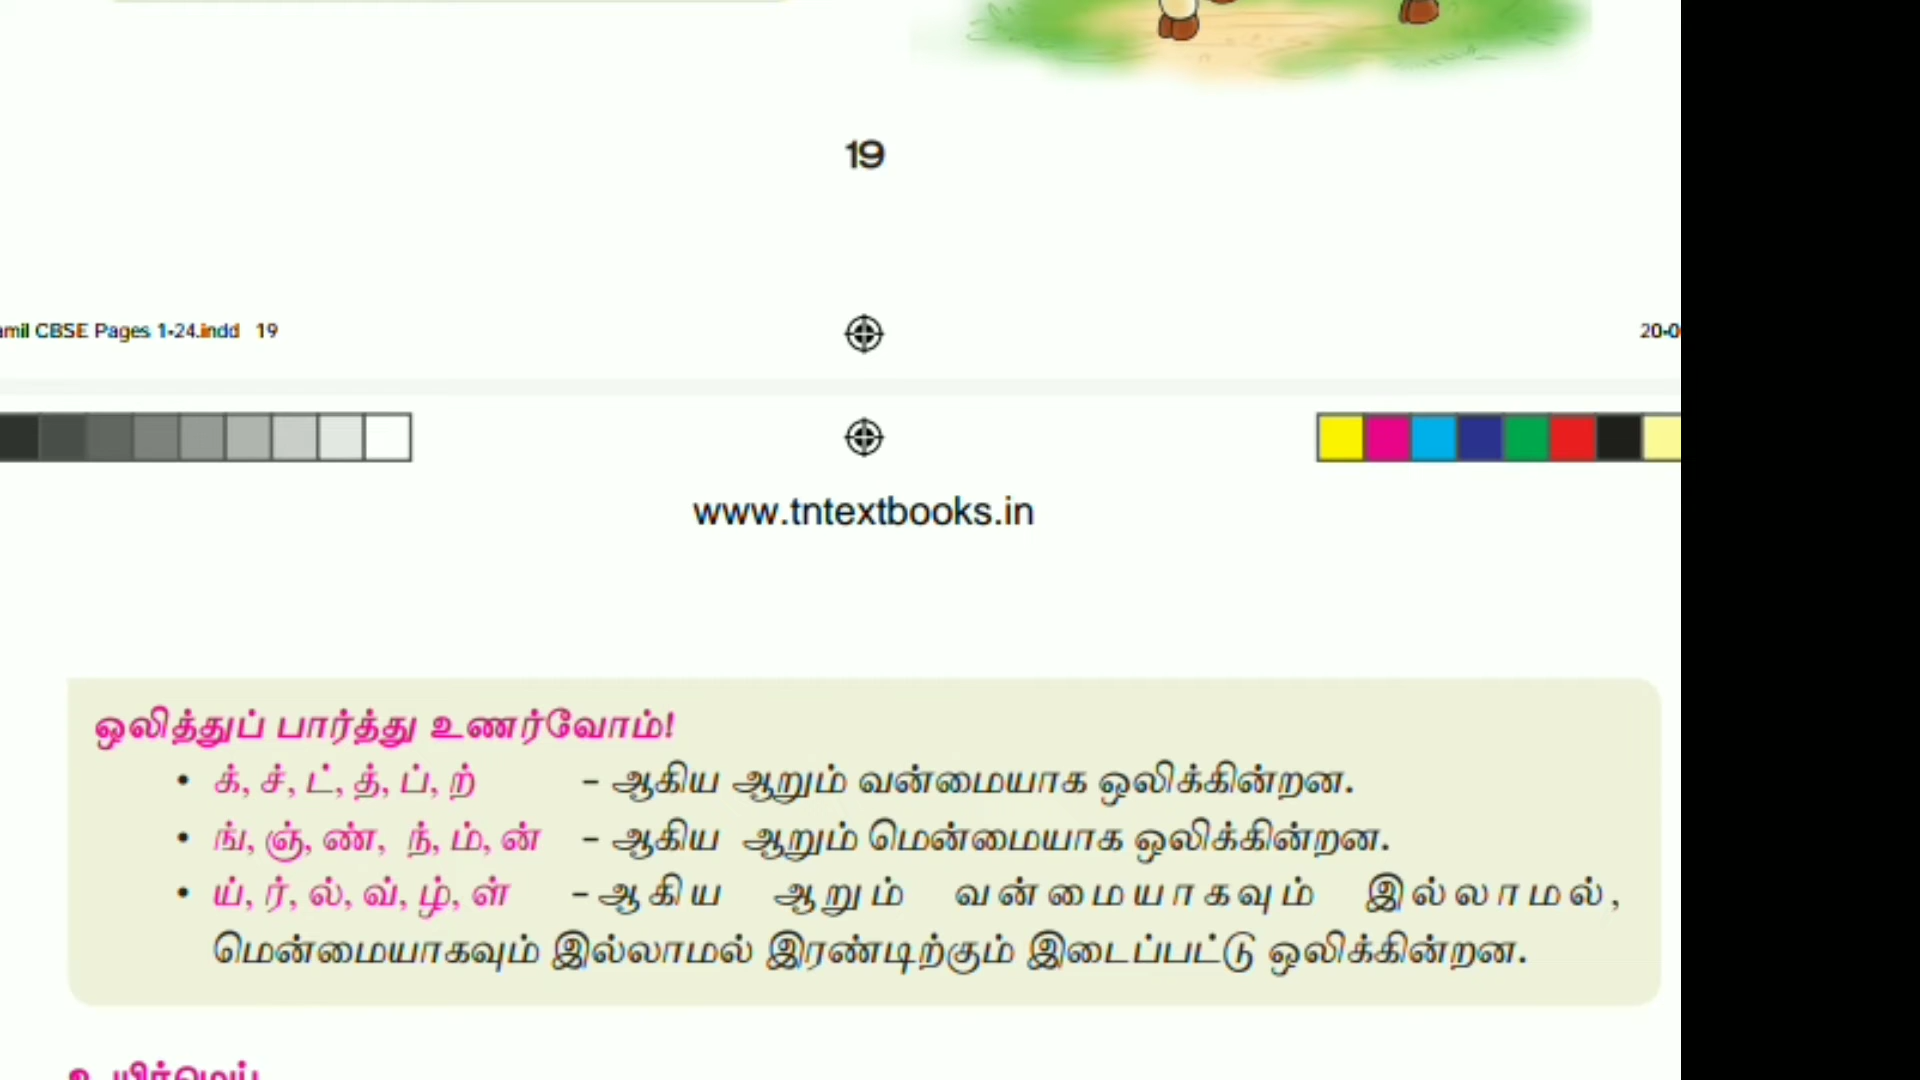 19
CBSE Pages 1-24.indd 19
www.tntextbooks.in
ஒலித்துப் பார்த்து உணர்வோம்!
• க், ச், ட், த், ப், ற் – ஆகிய ஆறும் வன்மையாக ஒலிக்கின்றன.
• ங், ஞ், ண், ந், ம், ன் – ஆகிய ஆறும் மென்மையாக ஒலிக்கின்றன.
• ய், ர், ல், வ், ழ், ள் – ஆகிய ஆறும் வன்மையாகவும் இல்லாமல்,
மென்மையாகவும் இல்லாமல் இரண்டிற்கும் இடைப்பட்டு ஒலிக்கின்றன.
உயிர்மெய்